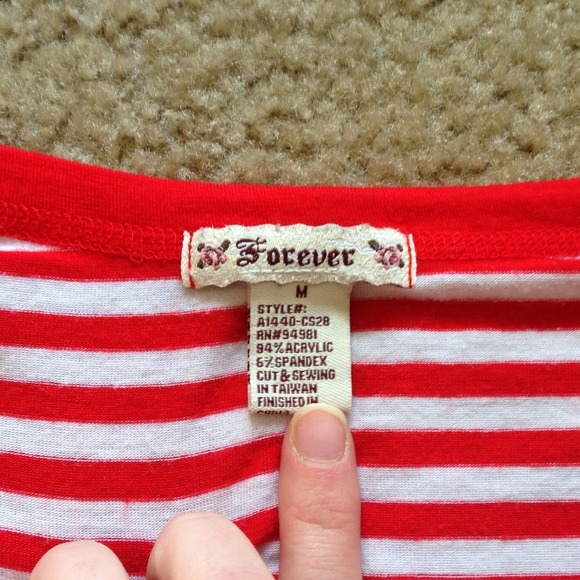 Forever
M
STYLE#:
A1440-CS28
RN#94981
94%ACRYLIC
6%SPANDEX
CUT&SEWING
IN TAIWAN
FINISHED IN